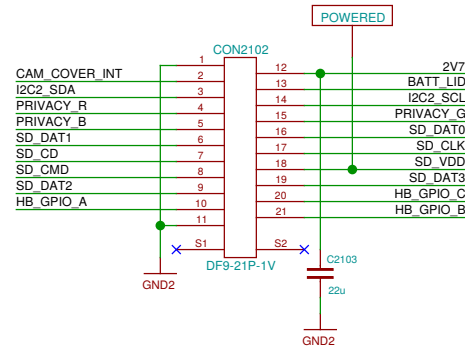 POWERED
CON2102
1 12 2V7
CAM_COVER_INT 2 13 BATT_LID
I2C2_SDA 3 14 I2C2_SCL
PRIVACY_R 4 15 PRIVACY_G
PRIVACY_B 5 16 SD_DAT0
SD_DAT1 6 17 SD_CLK
SD_CD 7 18 SD_VDD
SD_CMD 8 19 SD_DAT3
SD_DAT2 9 20 HB_GPIO_C
HB_GPIO_A 10 21 HB_GPIO_B
11
S1 S2
DF9-21P-1V
C2103
22u
GND2
GND2